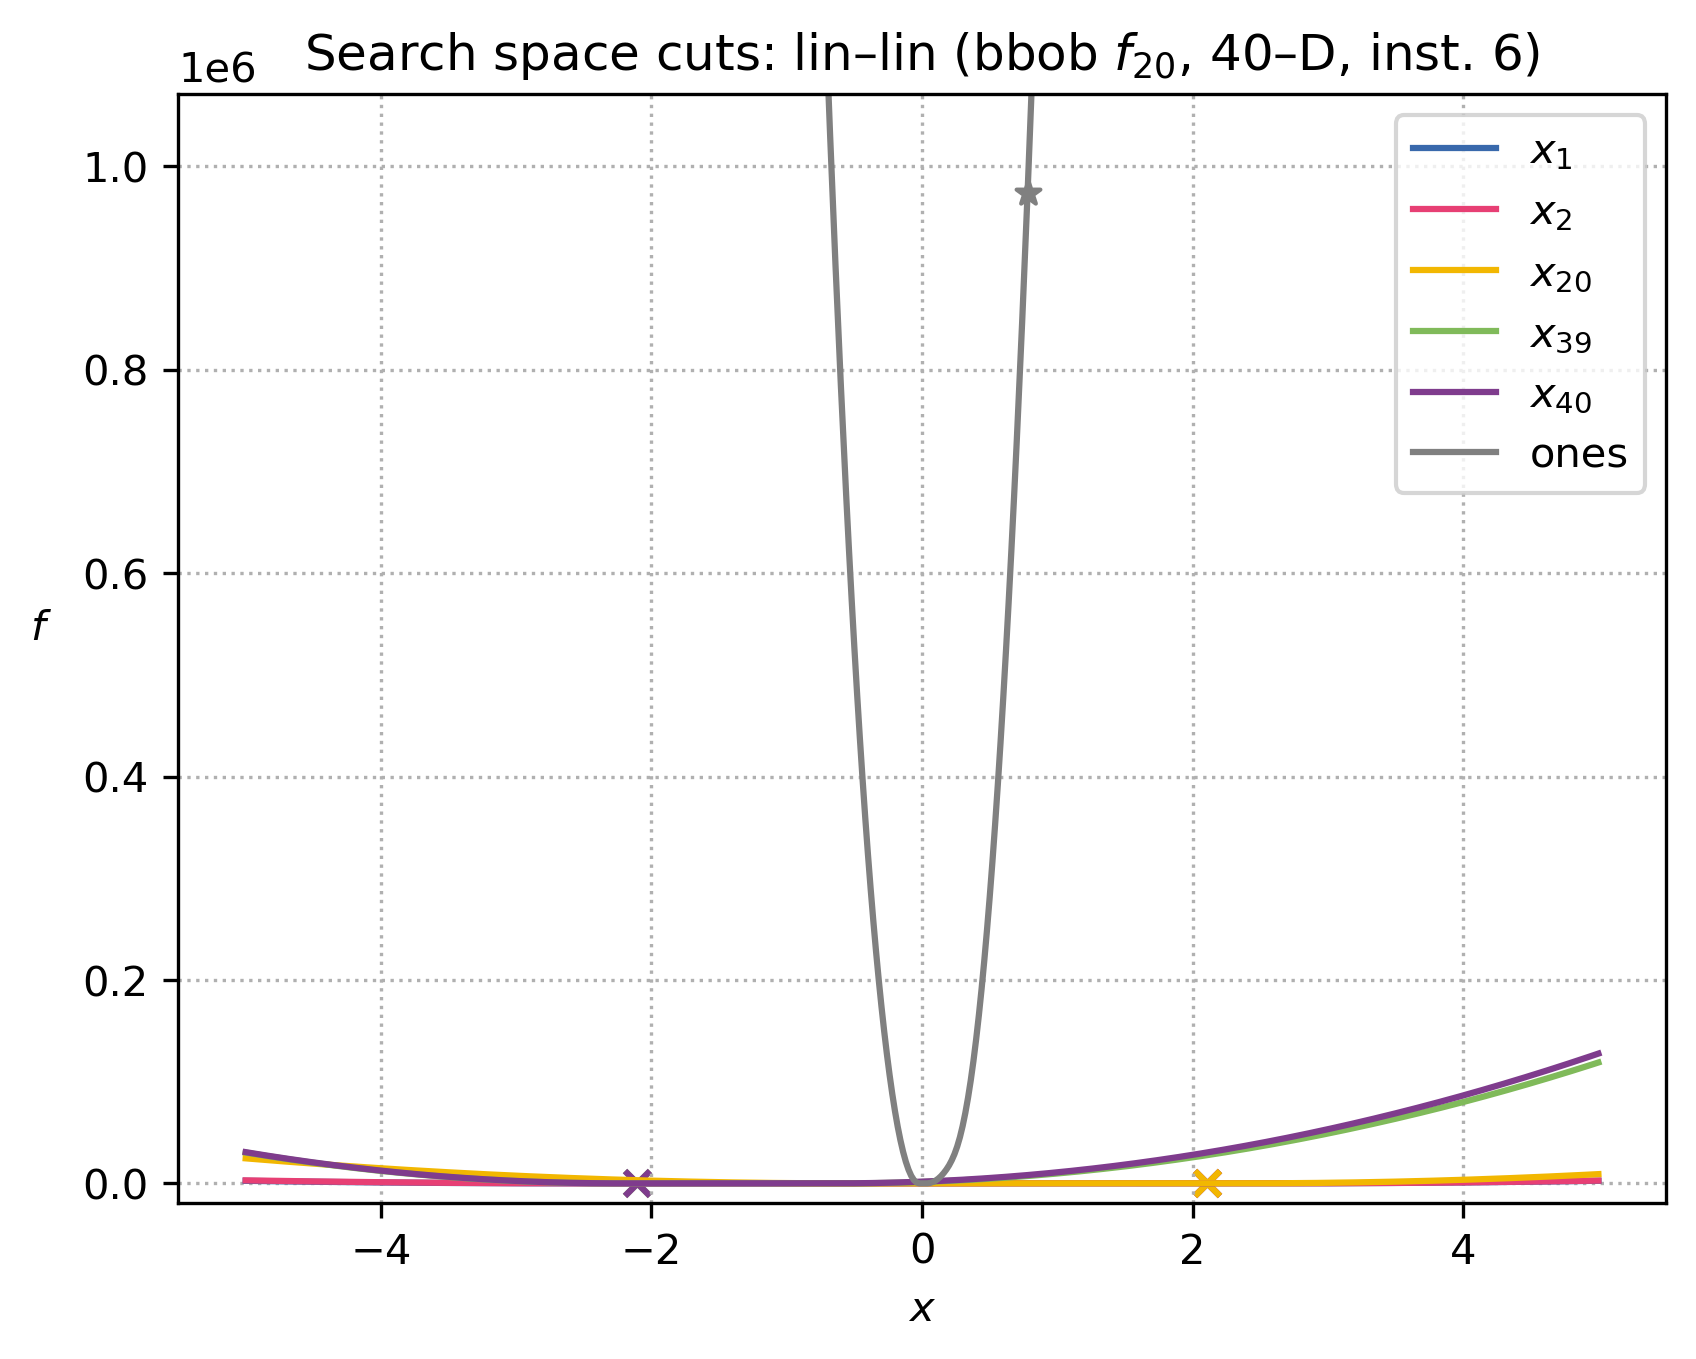 Search space cuts: lin–lin (bbob f20, 40–D, inst. 6)
1e6
1.0
0.8
0.6
0.4
0.2
0.0
f
−4
−2
0
2
4
x
x1
x2
x20
x39
x40
ones